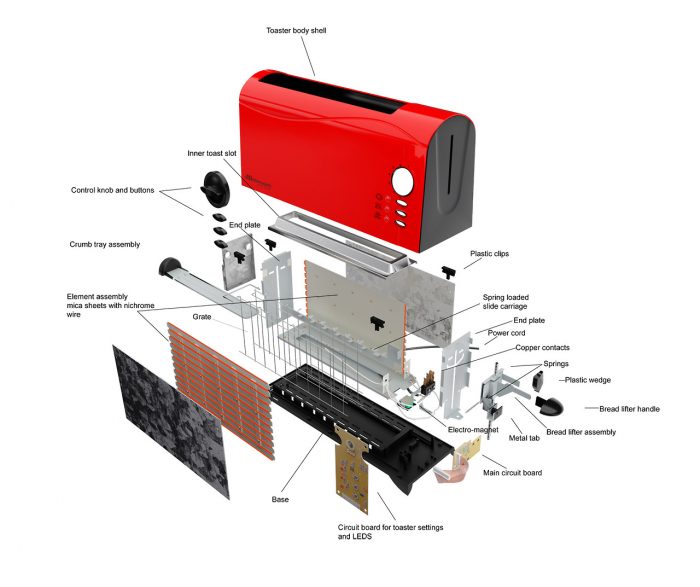 Toaster body shell
Inner toast slot
Control knob and buttons
End plate
Crumb tray assembly
Plastic clips
Element assembly
mica sheets with nichrome
wire
Spring loaded
slide carriage
Grate
End plate
Power cord
Copper contacts
Springs
Plastic wedge
Bread lifter handle
Bread lifter assembly
Electro-magnet
Metal tab
Main circuit board
Base
Circuit board for toaster settings
and LEDS